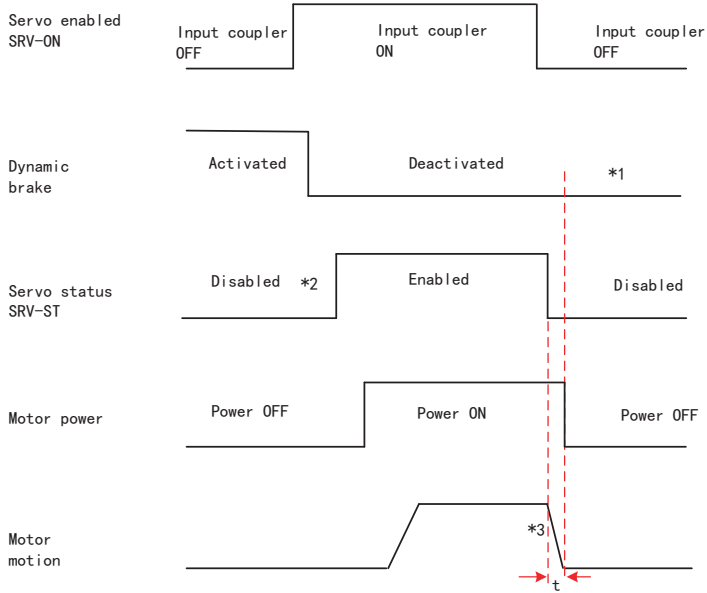 Servo enabled
SRV-ON
Input coupler
OFF
Input coupler
ON
Input coupler
OFF
Dynamic
brake
Activated
Deactivated
*1
Servo status
SRV-ST
Disabled
*2
Enabled
Disabled
Motor power
Power OFF
Power ON
Power OFF
Motor
motion
*3
t